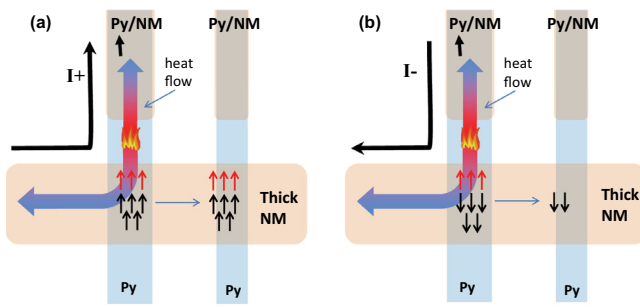 (a)
Py/NM
Py/NM
I+
heat
flow
Thick
NM
Py
Py
(b)
Py/NM
Py/NM
I-
heat
flow
Thick
NM
Py
Py